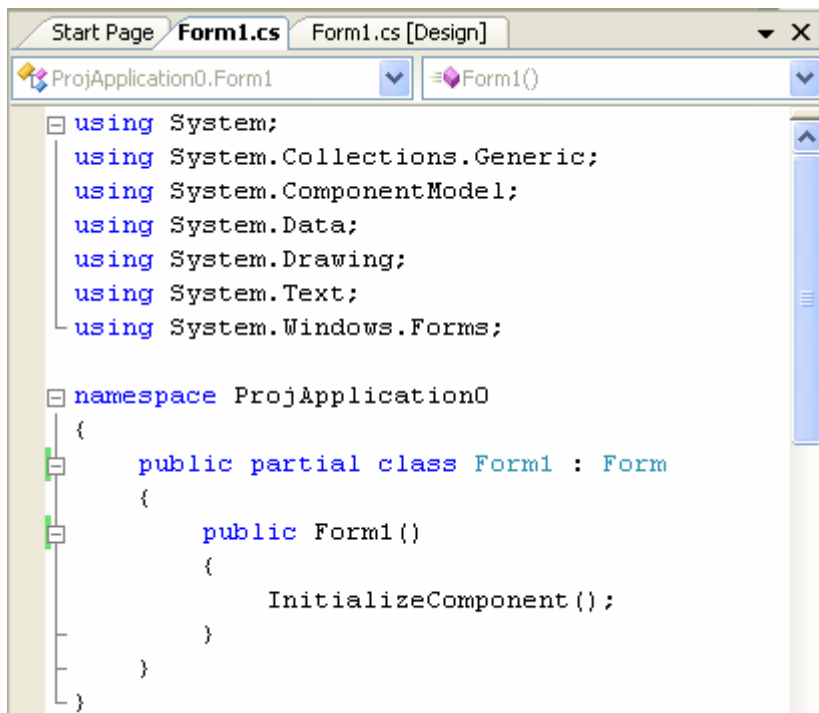 Start Page Form1.cs Form1.cs [Design]
ProjApplication0.Form1 Form1()
using System;
using System.Collections.Generic;
using System.ComponentModel;
using System.Data;
using System.Drawing;
using System.Text;
using System.Windows.Forms;
namespace ProjApplication0
{
public partial class Form1 : Form
{
public Form1()
{
InitializeComponent();
}
}
}